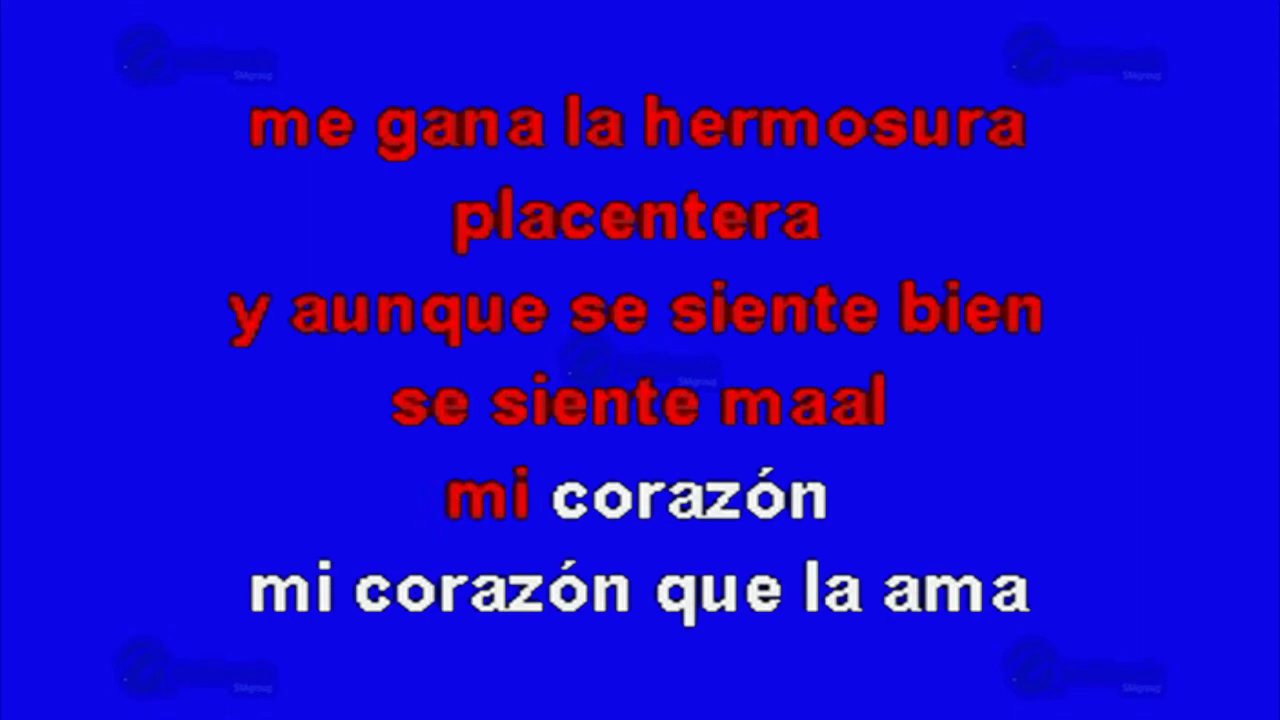 me gana la hermosura
placentera
y aunque se siente bien
se siente maal
mi corazón
mi corazón que la ama